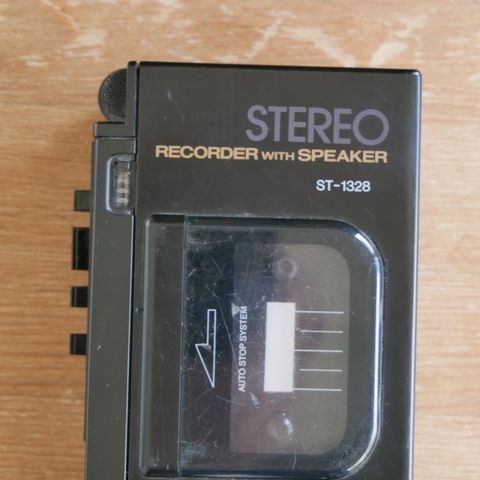 STEREO
RECORDER WITH SPEAKER
ST-1328
AUTO STOP SYSTEM